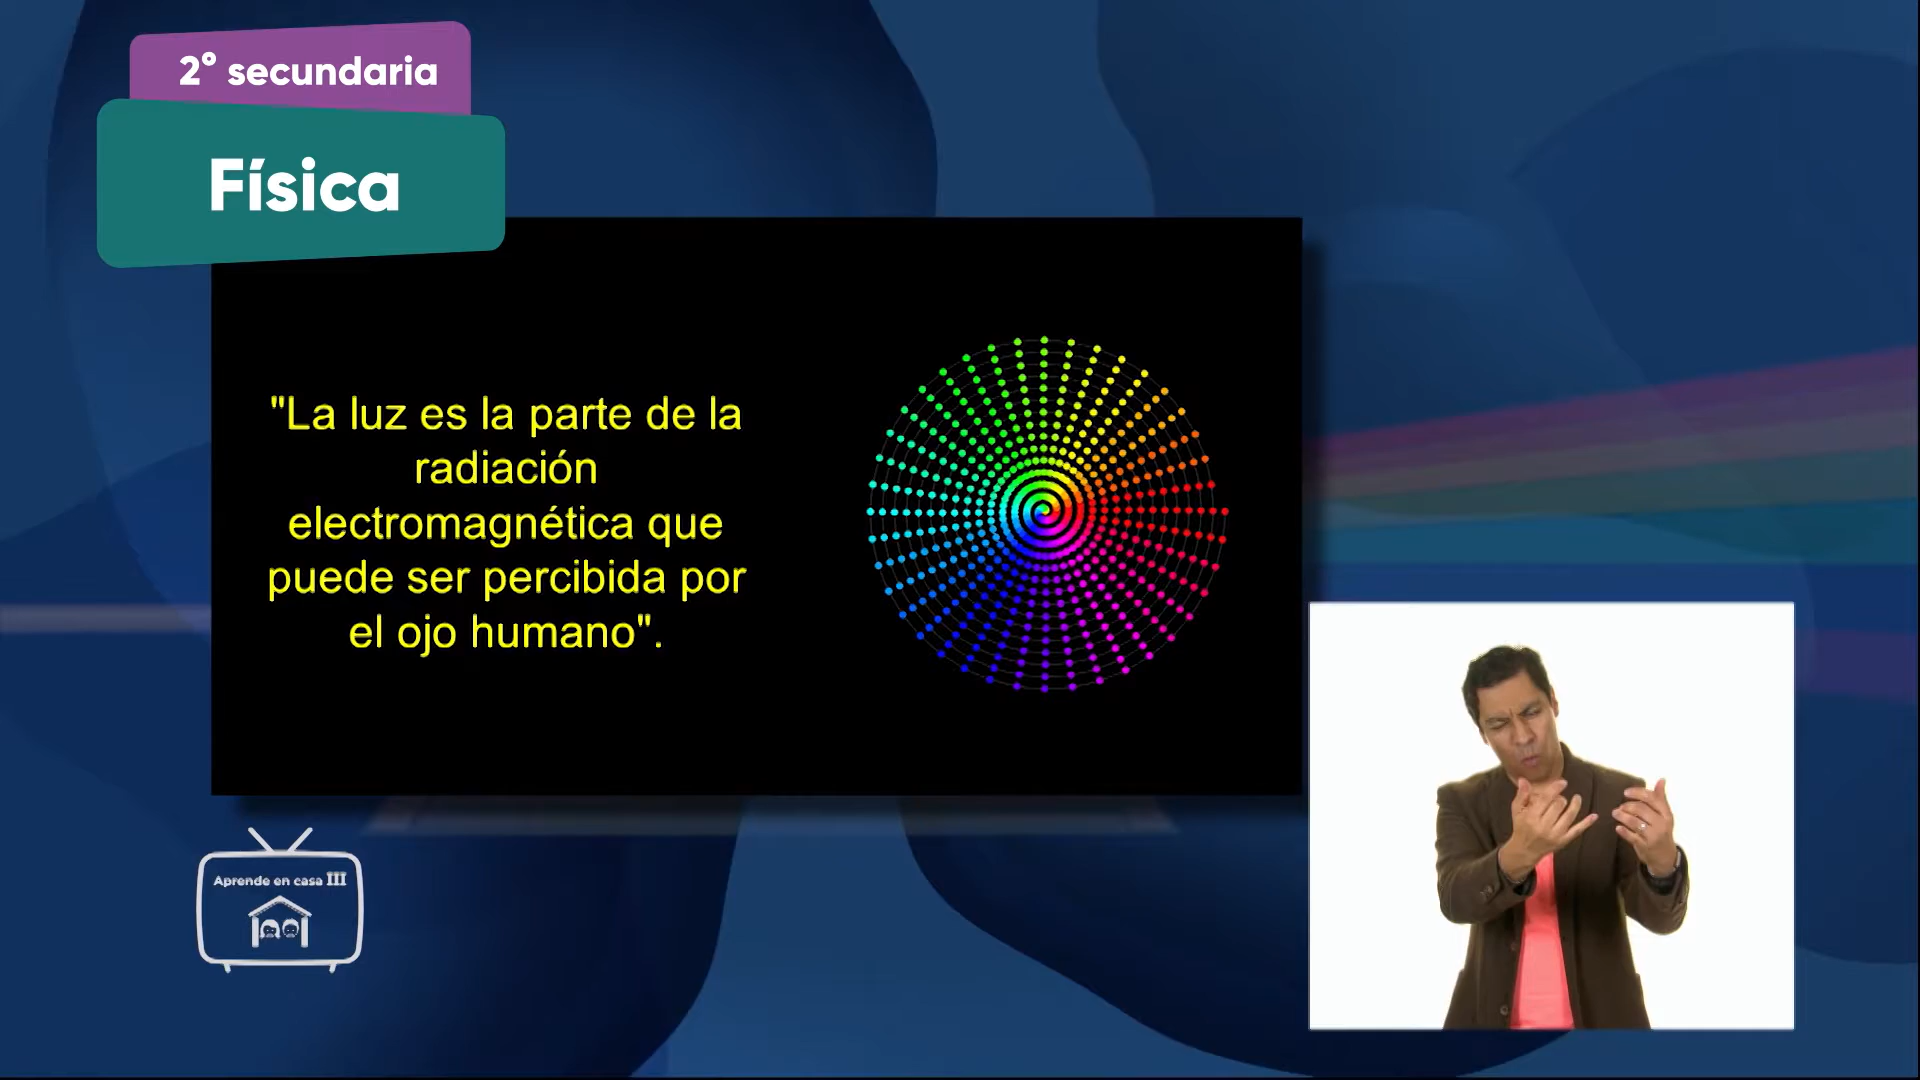 2° secundaria
Física
"La luz es la parte de la
radiación
electromagnética que
puede ser percibida por
el ojo humano".
Aprende en casa III